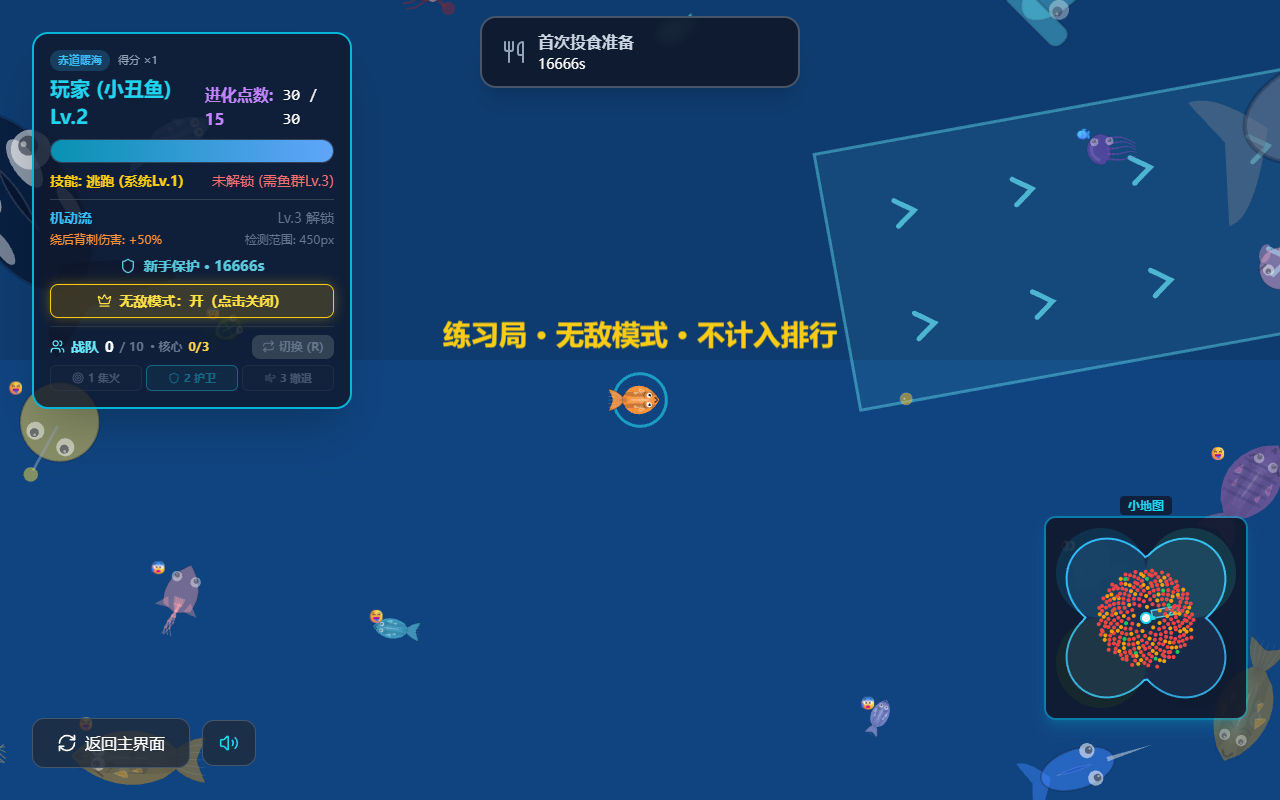 赤道暖海 得分 ×1
玩家 (小丑鱼) Lv.2
进化点数: 30 / 15 30
技能: 逃跑 (系统Lv.1) 未解锁 (需鱼群Lv.3)
机动流 Lv.3 解锁
绕后背刺伤害: +50% 检测范围: 450px
新手保护 • 16666s
无敌模式：开（点击关闭）
战队 0 / 10 • 核心 0/3 切换 (R)
1 集火 2 护卫 3 撤退
首次投食准备
16666s
练习局 • 无敌模式 • 不计入排行
小地图
返回主界面